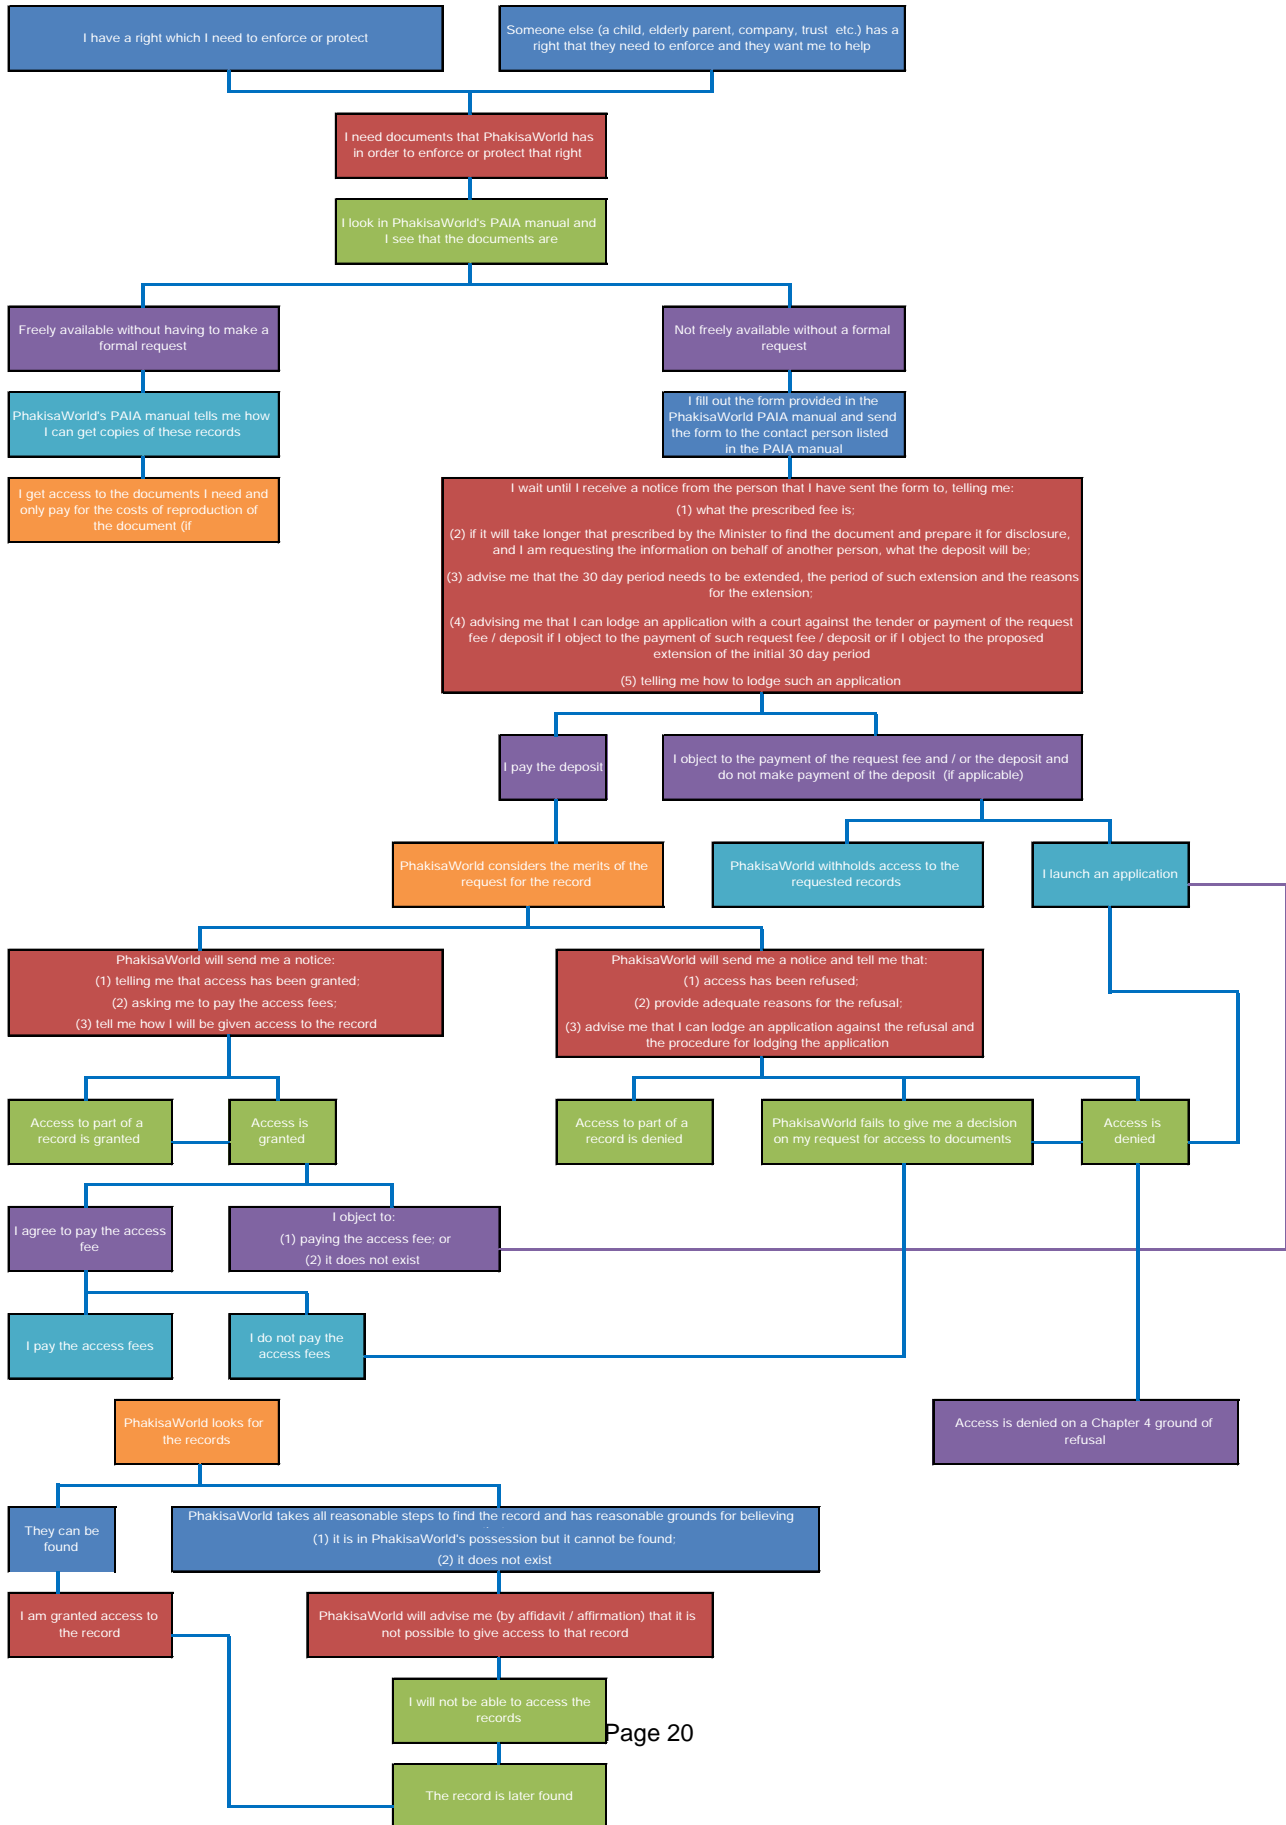 I have a right which I need to enforce or protect
Someone else (a child, elderly parent, company, trust etc.) has a
right that they need to enforce and they want me to help
I need documents that PhakisaWorld has
in order to enforce or protect that right
I look in PhakisaWorld's PAIA manual and
I see that the documents are
Freely available without having to make a
formal request
Not freely available without a formal
request
PhakisaWorld's PAIA manual tells me how
I can get copies of these records
I fill out the form provided in the
PhakisaWorld PAIA manual and send
the form to the contact person listed
in the PAIA manual
I get access to the documents I need and
only pay for the costs of reproduction of
the document (if
I wait until I receive a notice from the person that I have sent the form to, telling me:
(1) what the prescribed fee is;
(2) if it will take longer that prescribed by the Minister to find the document and prepare it for disclosure,
and I am requesting the information on behalf of another person, what the deposit will be;
(3) advise me that the 30 day period needs to be extended, the period of such extension and the reasons
for the extension;
(4) advising me that I can lodge an application with a court against the tender or payment of the request
fee / deposit if I object to the payment of such request fee / deposit or if I object to the proposed
extension of the initial 30 day period
(5) telling me how to lodge such an application
I pay the deposit
I object to the payment of the request fee and / or the deposit and
do not make payment of the deposit (if applicable)
PhakisaWorld considers the merits of the
request for the record
PhakisaWorld withholds access to the
requested records
I launch an application
PhakisaWorld will send me a notice:
(1) telling me that access has been granted;
(2) asking me to pay the access fees;
(3) tell me how I will be given access to the record
PhakisaWorld will send me a notice and tell me that:
(1) access has been refused;
(2) provide adequate reasons for the refusal;
(3) advise me that I can lodge an application against the refusal and
the procedure for lodging the application
Access to part of a
record is granted
Access is
granted
Access to part of a
record is denied
PhakisaWorld fails to give me a decision
on my request for access to documents
Access is
denied
I agree to pay the access
fee
I object to:
(1) paying the access fee; or
(2) it does not exist
I pay the access fees
I do not pay the
access fees
PhakisaWorld looks for
the records
Access is denied on a Chapter 4 ground of
refusal
They can be
found
PhakisaWorld takes all reasonable steps to find the record and has reasonable grounds for believing
(1) it is in PhakisaWorld's possession but it cannot be found;
(2) it does not exist
I am granted access to
the record
PhakisaWorld will advise me (by affidavit / affirmation) that it is
not possible to give access to that record
I will not be able to access the
records
Page 20
The record is later found